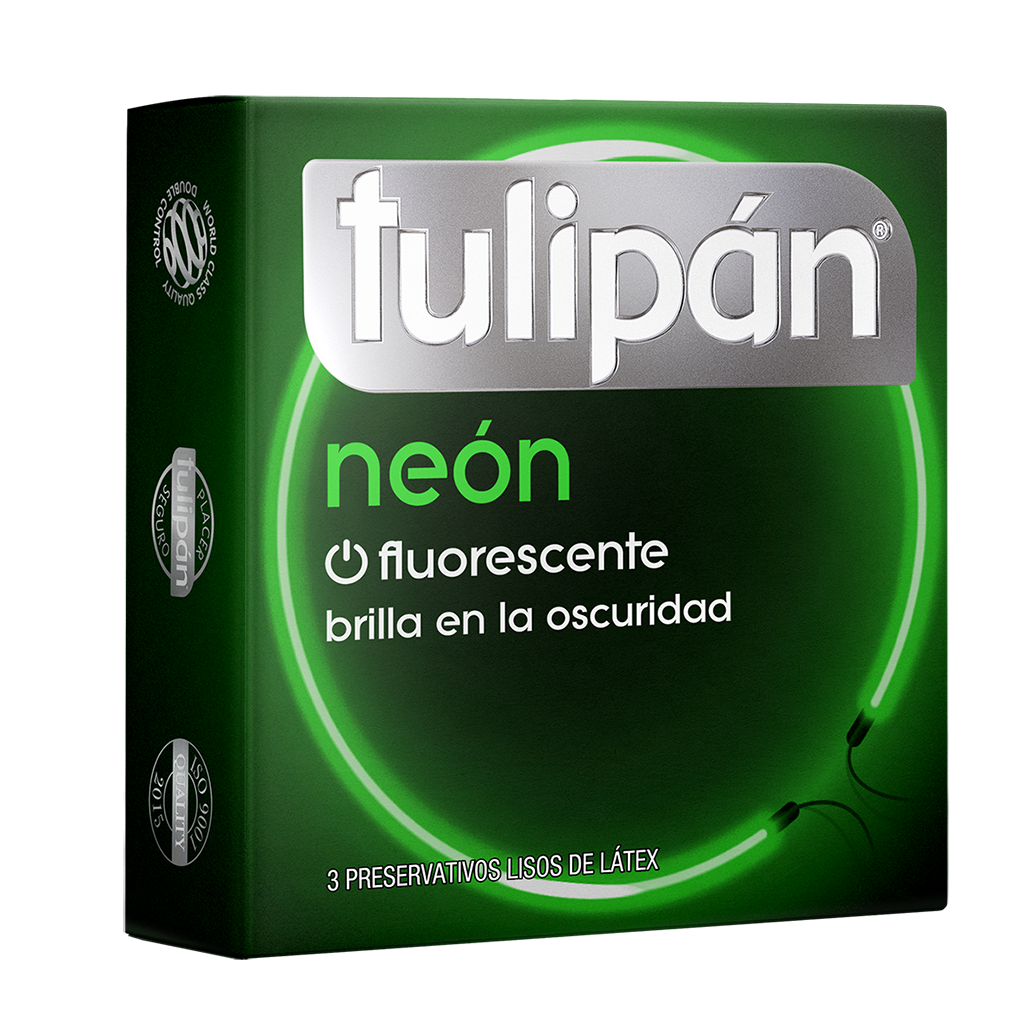 tulipán®
neón
fluorescente
brilla en la oscuridad
3 PRESERVATIVOS LISOS DE LÁTEX
WORLD CLASS QUALITY
DOUBLE CONTROL
PLACER
tulipán
SEGURO
ISO 9001
QUALITY
2015